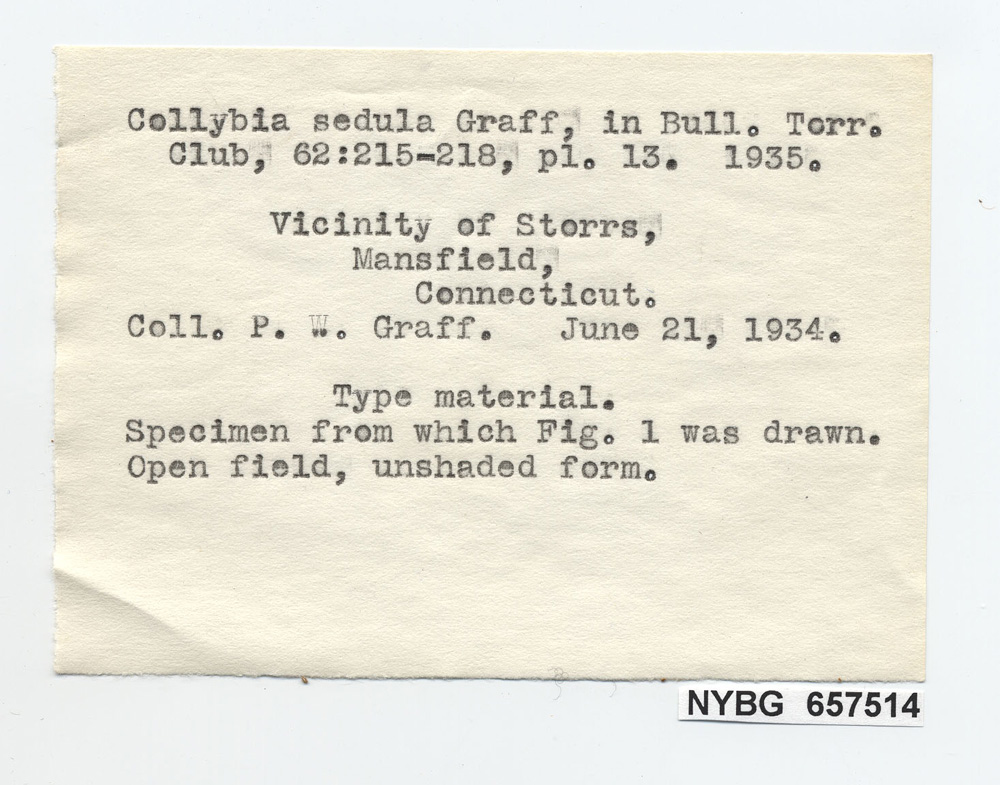 Collybia sedula Graff, in Bull. Torr.
Club, 62:215-218, pl. 13. 1935.
Vicinity of Storrs,
Mansfield,
Connecticut.
Coll. P. W. Graff. June 21, 1934.
Type material.
Specimen from which Fig. 1 was drawn.
Open field, unshaded form.
NYBG 657514